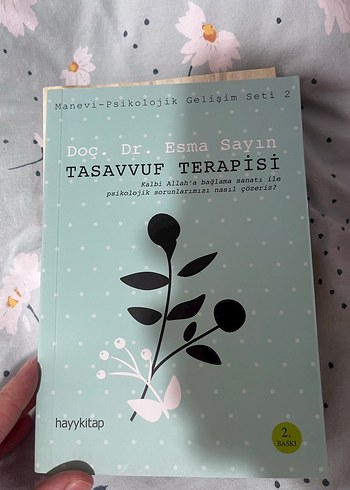 Manevi-Psikolojik Gelişim Seti 2
Doç. Dr. Esma Sayın
TASAVVUF TERAPİSİ
Kalbi Allah'a bağlama sanatı ile
psikolojik sorunlarımızı nasıl çözeriz?
hayykitap
2.
BASKI